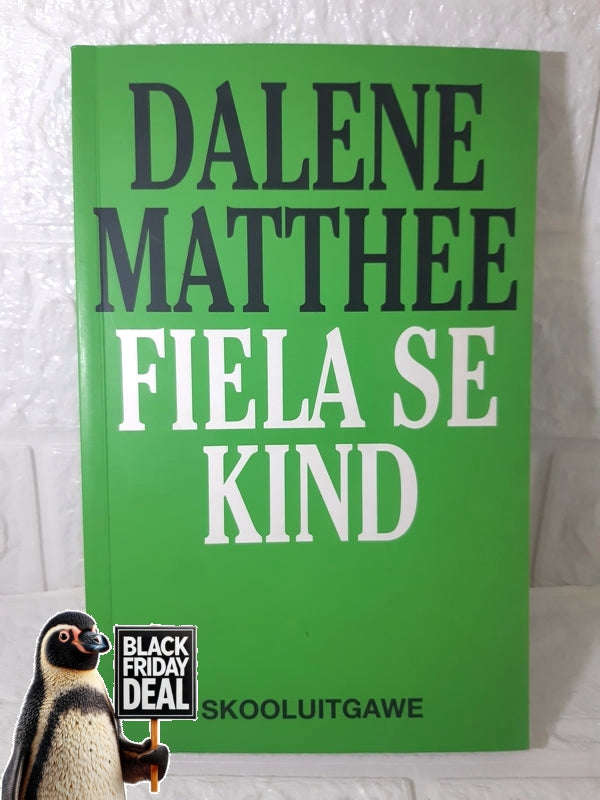 DALENE
MATTHEE
FIELA SE
KIND
BLACK
FRIDAY
DEAL
SKOOLUITGAWE